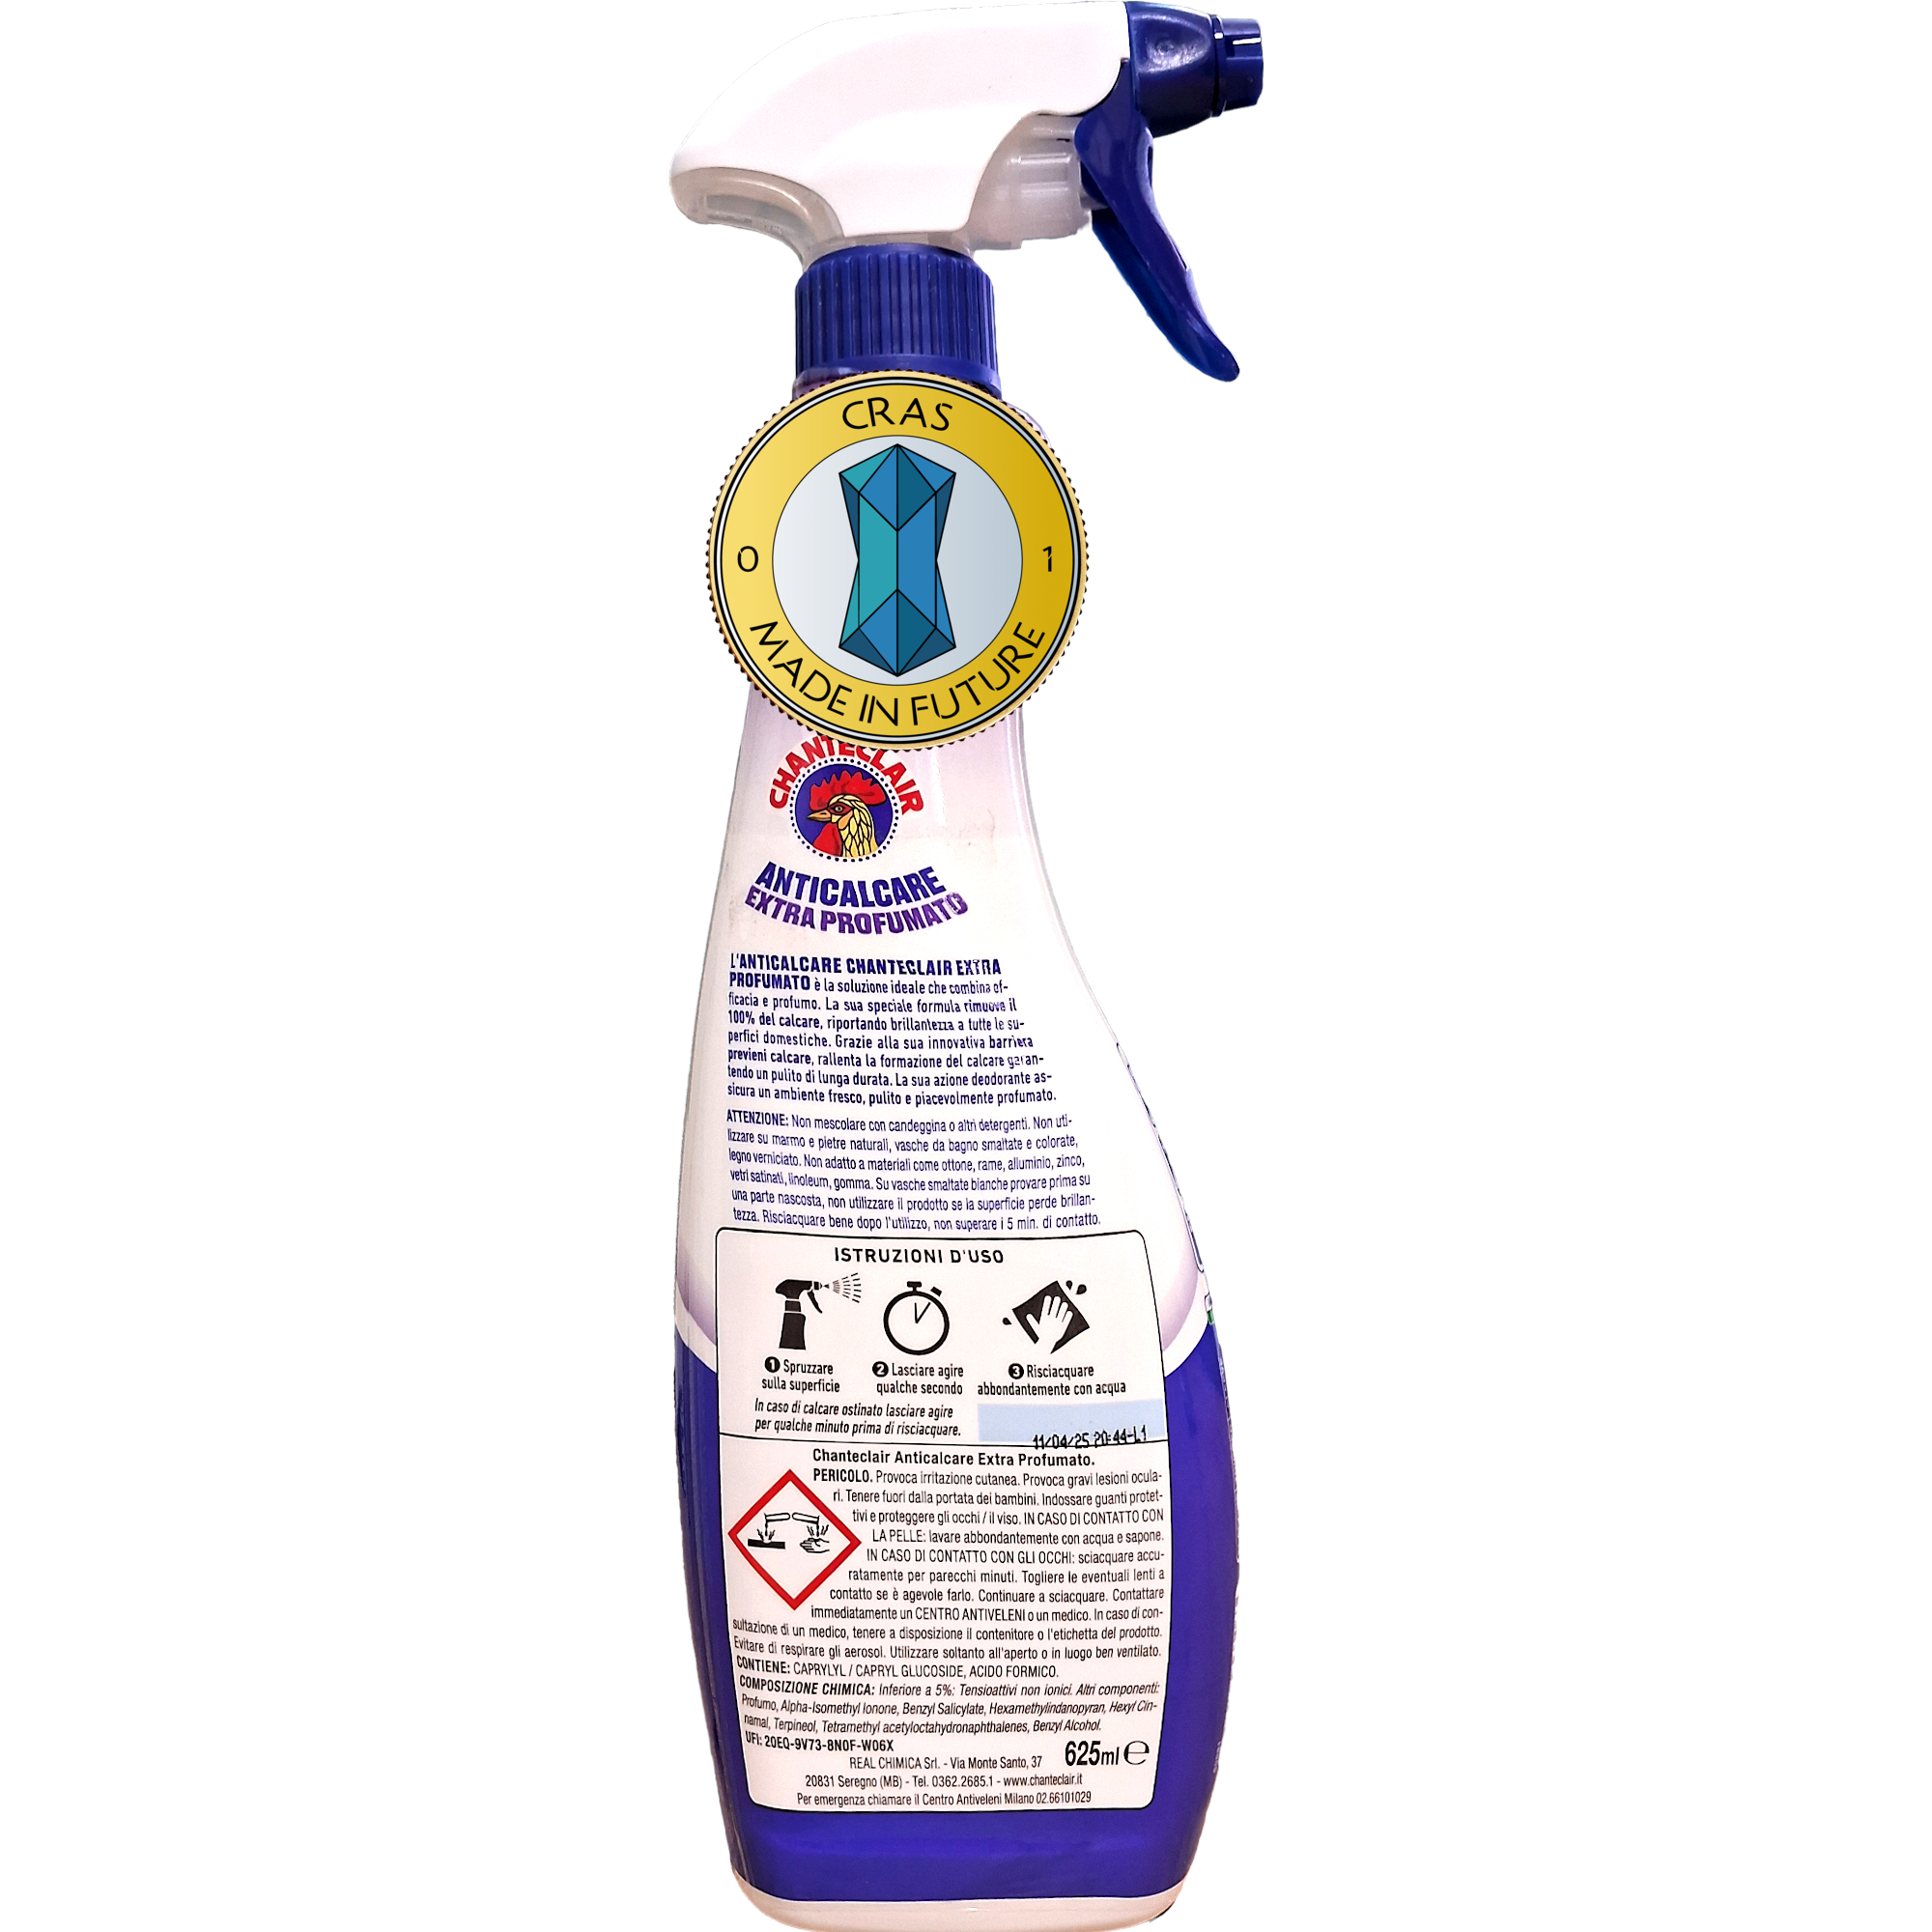 CRAS
0 1
MADE IN FUTURE
CHANTECLAIR
ANTICALCARE
EXTRA PROFUMATO
L'ANTICALCARE CHANTECLAIR EXTRA
PROFUMATO è la soluzione ideale che combina ef-
ficacia e profumo. La sua speciale formula rimuove il
100% del calcare, riportando brillantezza a tutte le su-
perfici domestiche. Grazie alla sua innovativa barriera
previeni calcare, rallenta la formazione del calcare garan-
tendo un pulito di lunga durata. La sua azione deodorante as-
sicura un ambiente fresco, pulito e piacevolmente profumato.
ATTENZIONE: Non mescolare con candeggina o altri detergenti. Non uti-
lizzare su marmo e pietre naturali, vasche da bagno smaltate e colorate,
legno verniciato. Non adatto a materiali come ottone, rame, alluminio, zinco,
vetri satinati, linoleum, gomma. Su vasche smaltate bianche provare prima su
una parte nascosta, non utilizzare il prodotto se la superficie perde brillan-
tezza. Risciacquare bene dopo l'utilizzo, non superare i 5 min. di contatto.
ISTRUZIONI D'USO
1 Spruzzare
sulla superficie
2 Lasciare agire
qualche secondo
3 Risciacquare
abbondantemente con acqua
In caso di calcare ostinato lasciare agire
per qualche minuto prima di risciacquare.
11/04/25 20:44-L1
Chanteclair Anticalcare Extra Profumato.
PERICOLO. Provoca irritazione cutanea. Provoca gravi lesioni ocula-
ri. Tenere fuori dalla portata dei bambini. Indossare guanti protet-
tivi e proteggere gli occhi / il viso. IN CASO DI CONTATTO CON
LA PELLE: lavare abbondantemente con acqua e sapone.
IN CASO DI CONTATTO CON GLI OCCHI: sciacquare accu-
ratamente per parecchi minuti. Togliere le eventuali lenti a
contatto se è agevole farlo. Continuare a sciacquare. Contattare
immediatamente un CENTRO ANTIVELENI o un medico. In caso di con-
sultazione di un medico, tenere a disposizione il contenitore o l'etichetta del prodotto.
Evitare di respirare gli aerosol. Utilizzare soltanto all'aperto o in luogo ben ventilato.
CONTIENE: CAPRYLYL / CAPRYL GLUCOSIDE, ACIDO FORMICO.
COMPOSIZIONE CHIMICA: Inferiore a 5%: Tensioattivi non ionici. Altri componenti:
Profumo, Alpha-Isomethyl Ionone, Benzyl Salicylate, Hexamethylindanopyran, Hexyl Cin-
namal, Terpineol, Tetramethyl acetyloctahydronaphthalenes, Benzyl Alcohol.
UFI: 20EQ-9V73-8N0F-W06X
REAL CHIMICA Srl. - Via Monte Santo, 37
625ml e
20831 Seregno (MB) - Tel. 0362.2685.1 - www.chanteclair.it
Per emergenza chiamare il Centro Antiveleni Milano 02.66101029